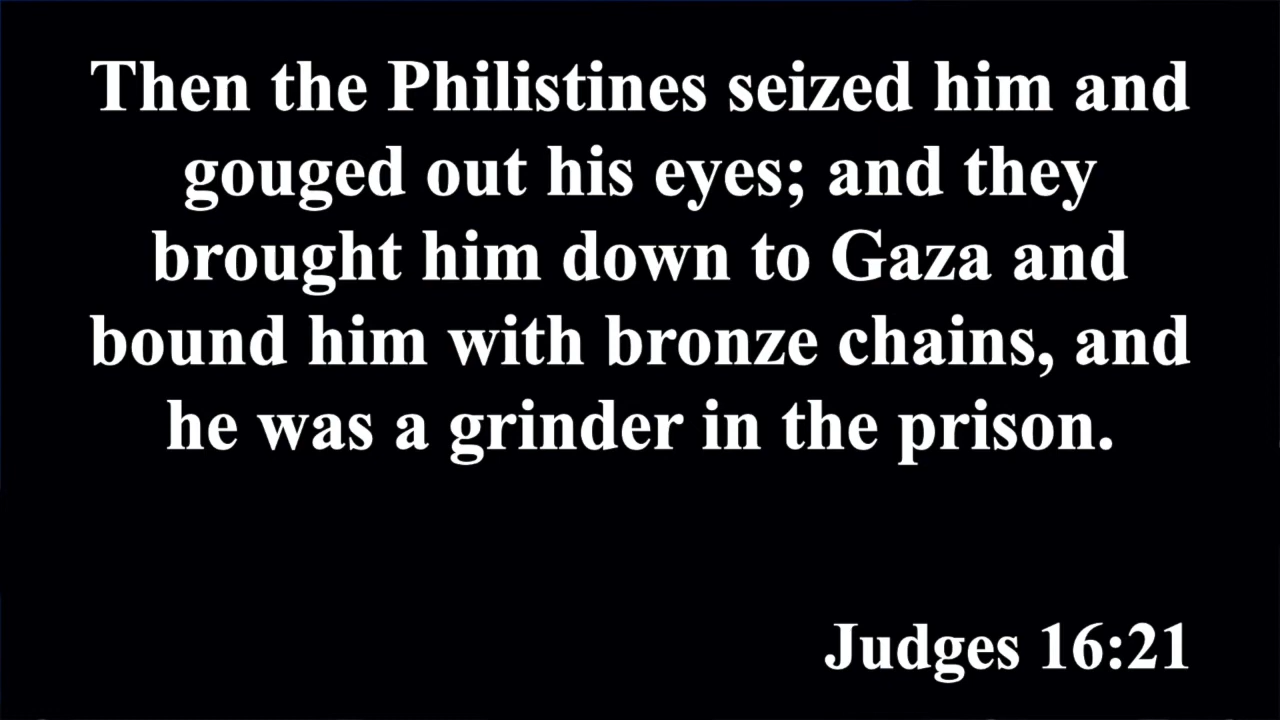 Then the Philistines seized him and
gouged out his eyes; and they
brought him down to Gaza and
bound him with bronze chains, and
he was a grinder in the prison.
Judges 16:21